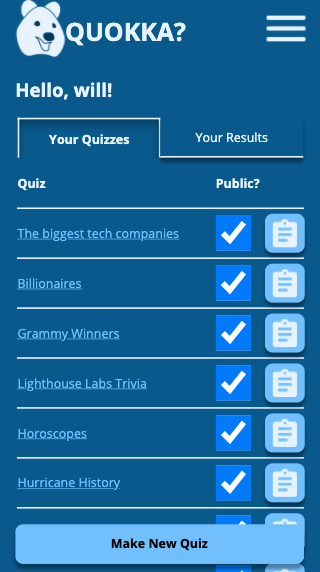 QUOKKA?
Hello, will!
Your Quizzes
Your Results
Quiz
Public?
The biggest tech companies
Billionaires
Grammy Winners
Lighthouse Labs Trivia
Horoscopes
Hurricane History
Make New Quiz